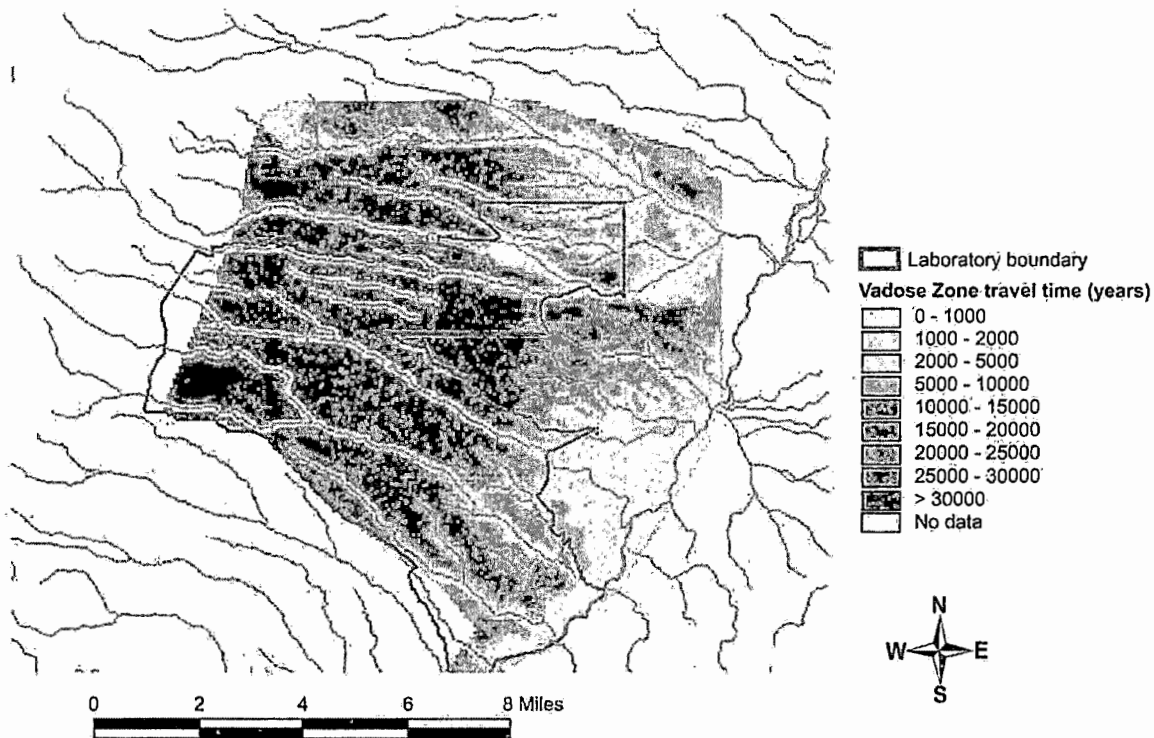 Laboratory boundary
Vadose Zone travel time (years)
0 - 1000
1000 - 2000
2000 - 5000
5000 - 10000
10000 - 15000
15000 - 20000
20000 - 25000
25000 - 30000
> 30000
No data
N
W E
S
0 2 4 6 8 Miles